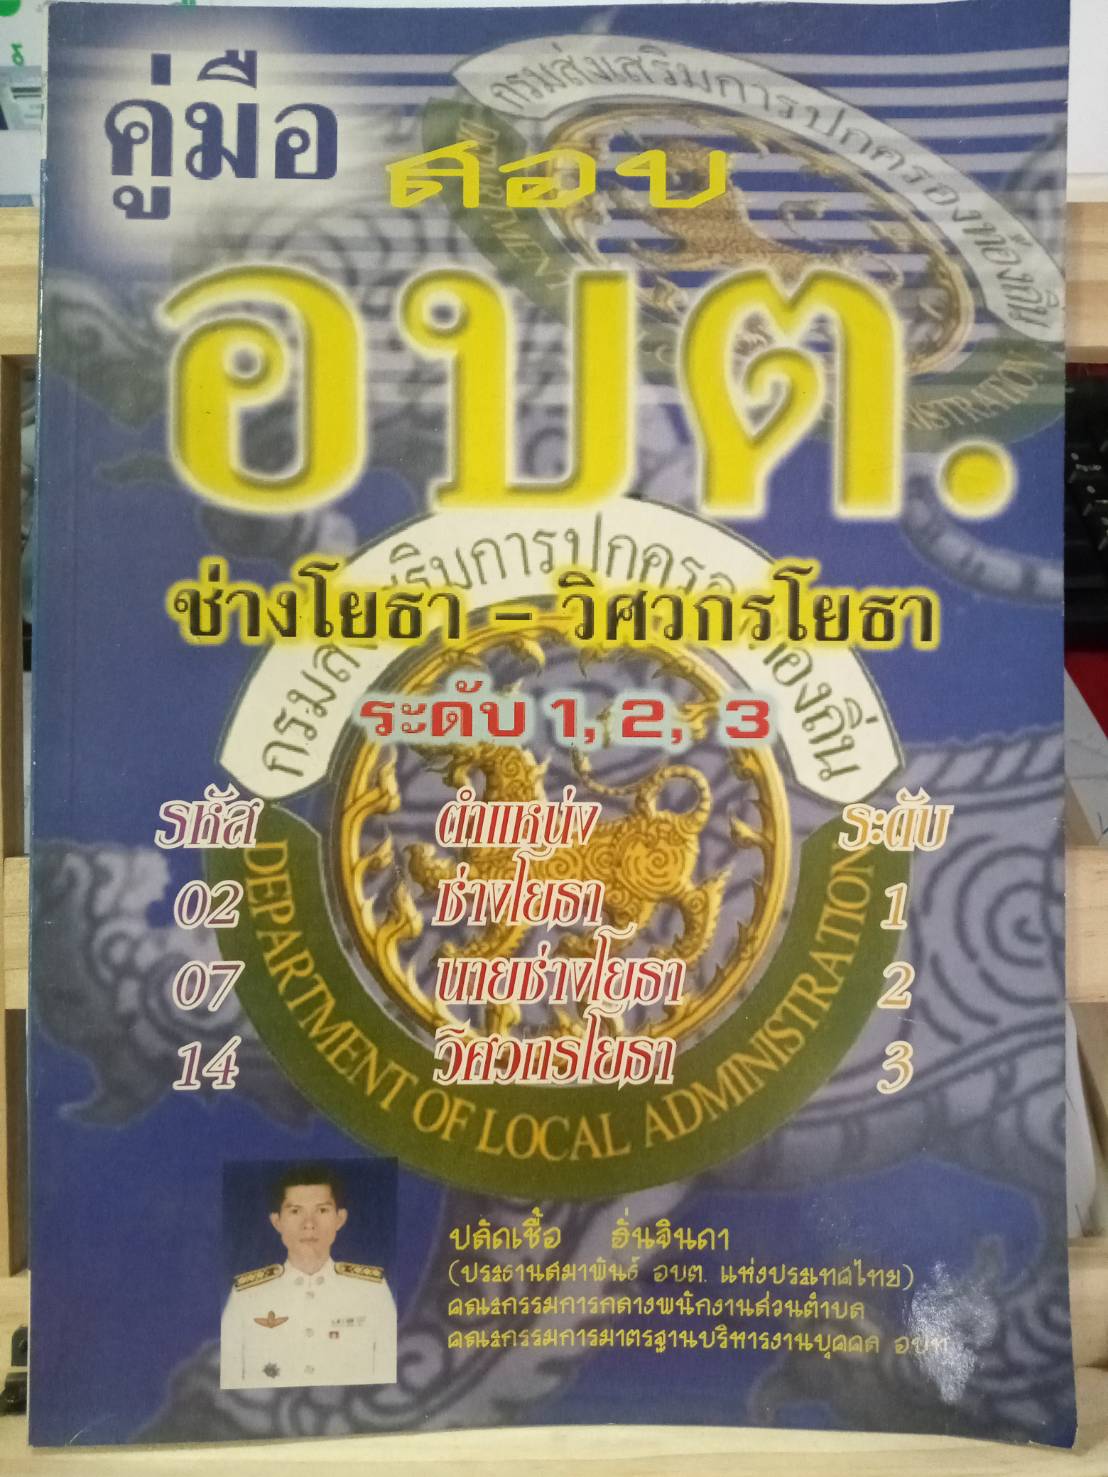 คู่มือ
สอบ
อบต.
ช่างโยธา - วิศวกรโยธา
ระดับ 1, 2, 3
รหัส ตำแหน่ง ระดับ
02 ช่างโยธา 1
07 นายช่างโยธา 2
14 วิศวกรโยธา 3
กรมส่งเสริมการปกครองท้องถิ่น
ISTRATION
DEPARTMENT OF LOCAL ADMINISTRATION
ปลัดเชื้อ ฮั่นจินดา
(ประธานสมาพันธ์ อบต. แห่งประเทศไทย)
คณะกรรมการกลางพนักงานส่วนตำบล
คณะกรรมการมาตรฐานบริหารงานบุคคล อบท